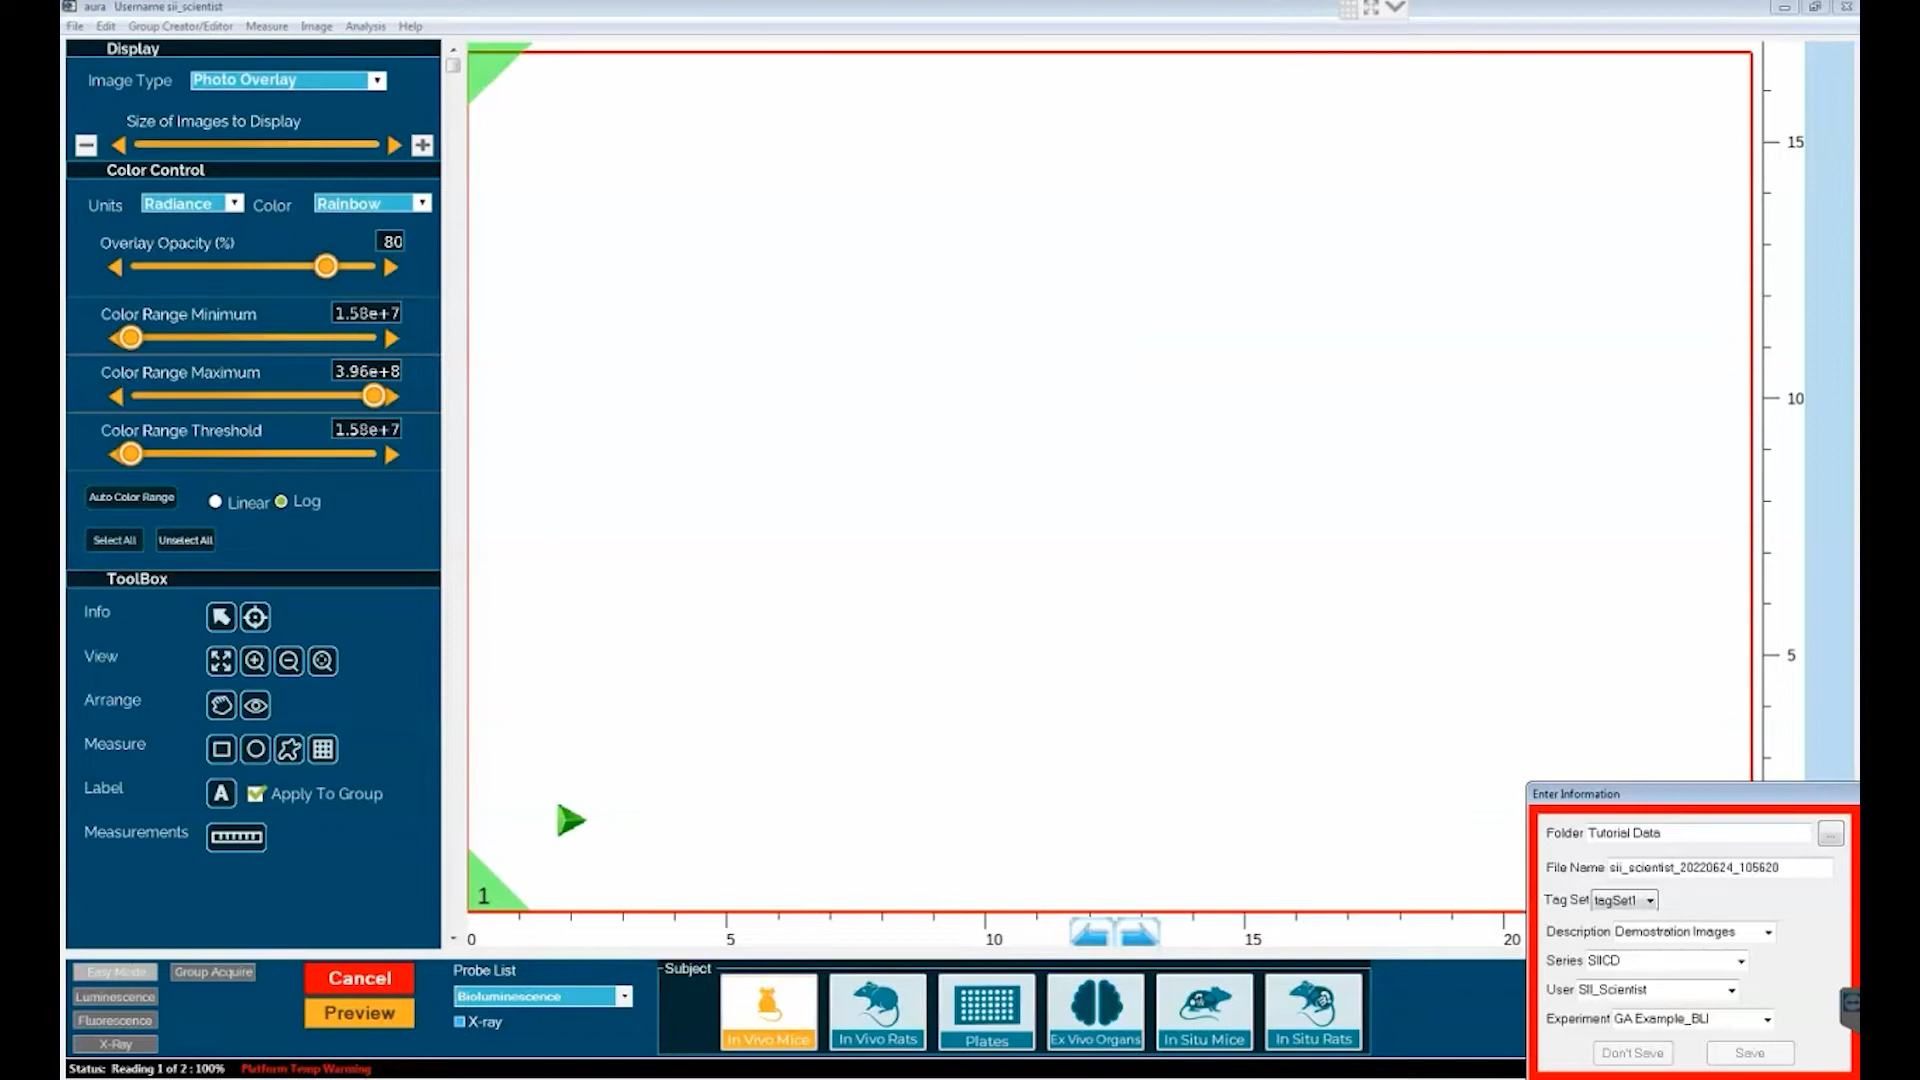 aura Username sii_scientist
File Edit Group Creator/Editor Measure Image Analysis Help
Display
Image Type Photo Overlay
Size of Images to Display
Color Control
Units Radiance Color Rainbow
Overlay Opacity (%) 80
Color Range Minimum 1.58e+7
Color Range Maximum 3.96e+8
Color Range Threshold 1.58e+7
Auto Color Range Linear Log
Select All Unselect All
ToolBox
Info
View
Arrange
Measure
Label A Apply To Group
Measurements
15
10
5
1
0 5 10 15 20
Enter Information
Folder Tutorial Data ...
File Name sii_scientist_20220624_105620
Tag Set tagSet1
Description Demostration Images
Series SIICD
User SII_Scientist
Experiment GA Example_BLI
Don't Save Save
Easy Mode Group Acquire
Luminescence
Fluorescence
X-Ray
Cancel
Preview
Probe List
Bioluminescence
X-ray
Subject
In Vivo Mice In Vivo Rats Plates Ex Vivo Organs In Situ Mice In Situ Rats
Status: Reading 1 of 2 : 100% Platform Temp Warming